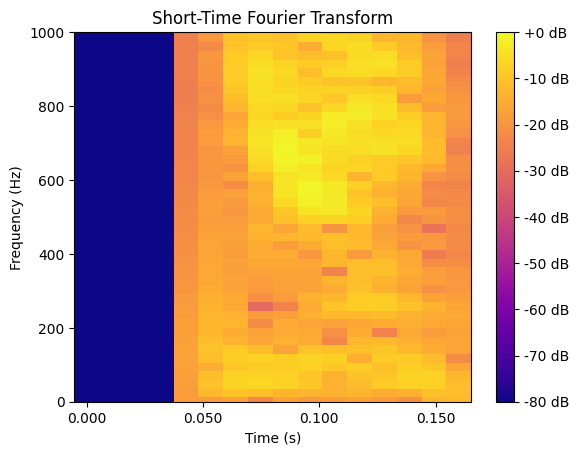 Short-Time Fourier Transform
1000
800
600
400
200
0
Frequency (Hz)
0.000
0.050
0.100
0.150
Time (s)
+0 dB
-10 dB
-20 dB
-30 dB
-40 dB
-50 dB
-60 dB
-70 dB
-80 dB